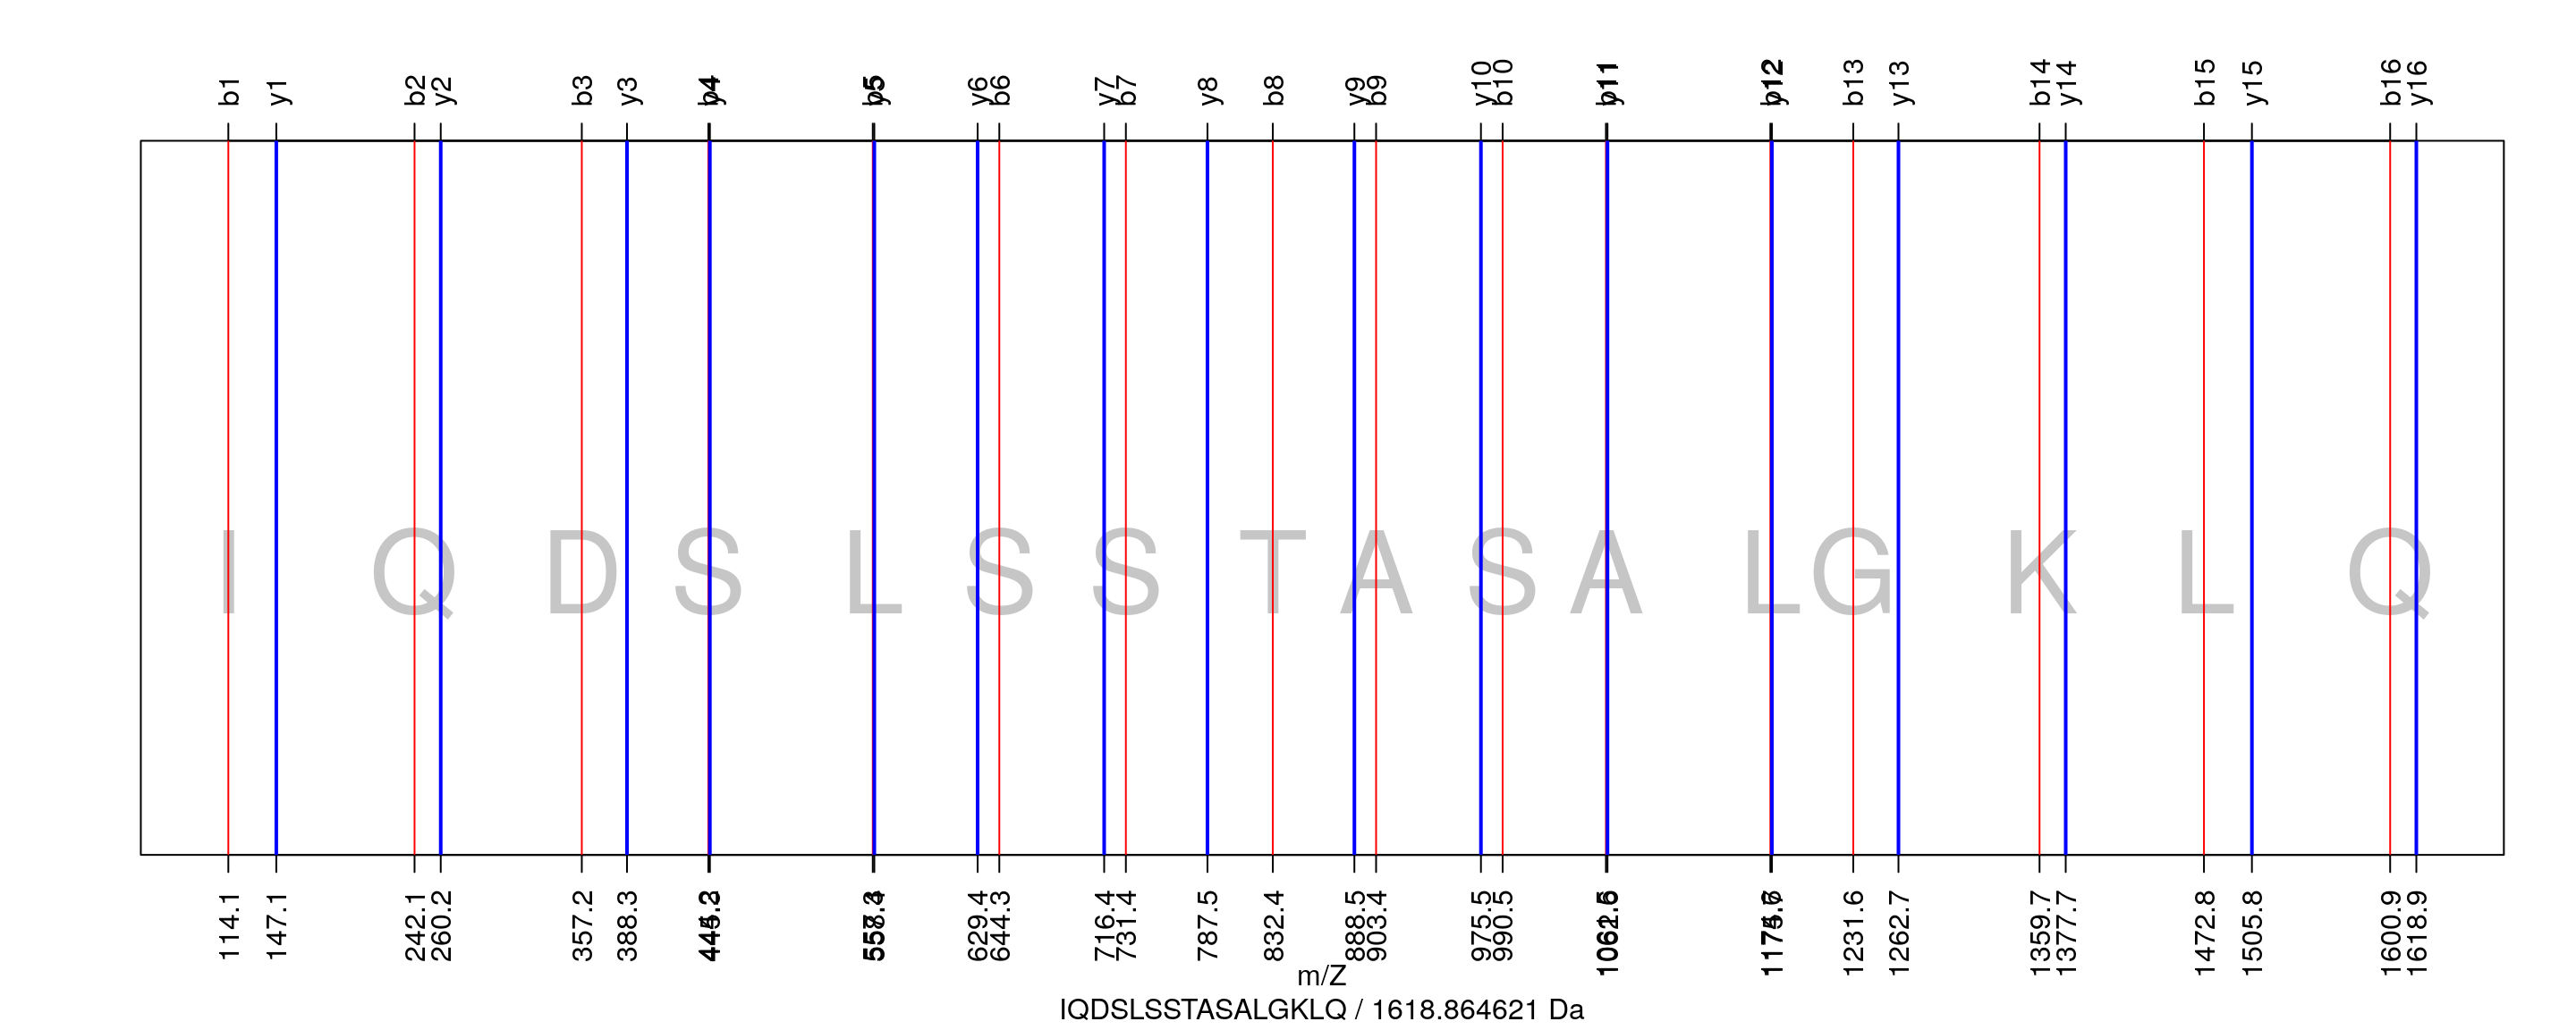 b1 y1 b2 y2 b3 y3 b4 y4 b5 y5 y6 b6 y7 b7 y8 b8 y9 b9 y10 b10 b11 y11 b12 y12 b13 y13 b14 y14 b15 y15 b16 y16
I Q D S L S S T A S A L G K L Q
114.1 147.1 242.1 260.2 357.2 388.3 629.4 644.3 716.4 731.4 787.5 832.4 888.5 903.4 975.5 990.5 1231.6 1262.7 1359.7 1377.7 1472.8 1505.8 1600.9 1618.9
m/Z
IQDSLSSTASALGKLQ / 1618.864621 Da